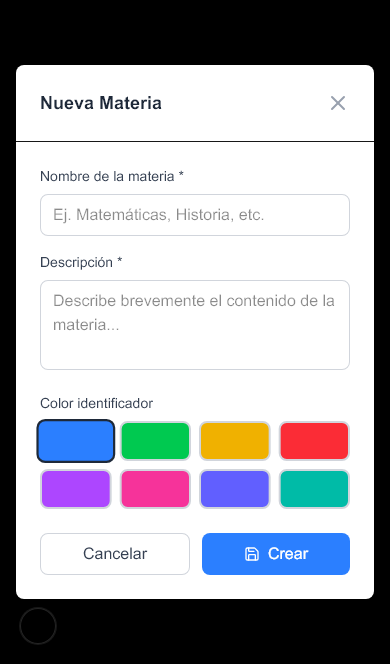 Nueva Materia
Nombre de la materia *
Ej. Matemáticas, Historia, etc.
Descripción *
Describe brevemente el contenido de la
materia...
Color identificador
Cancelar
Crear